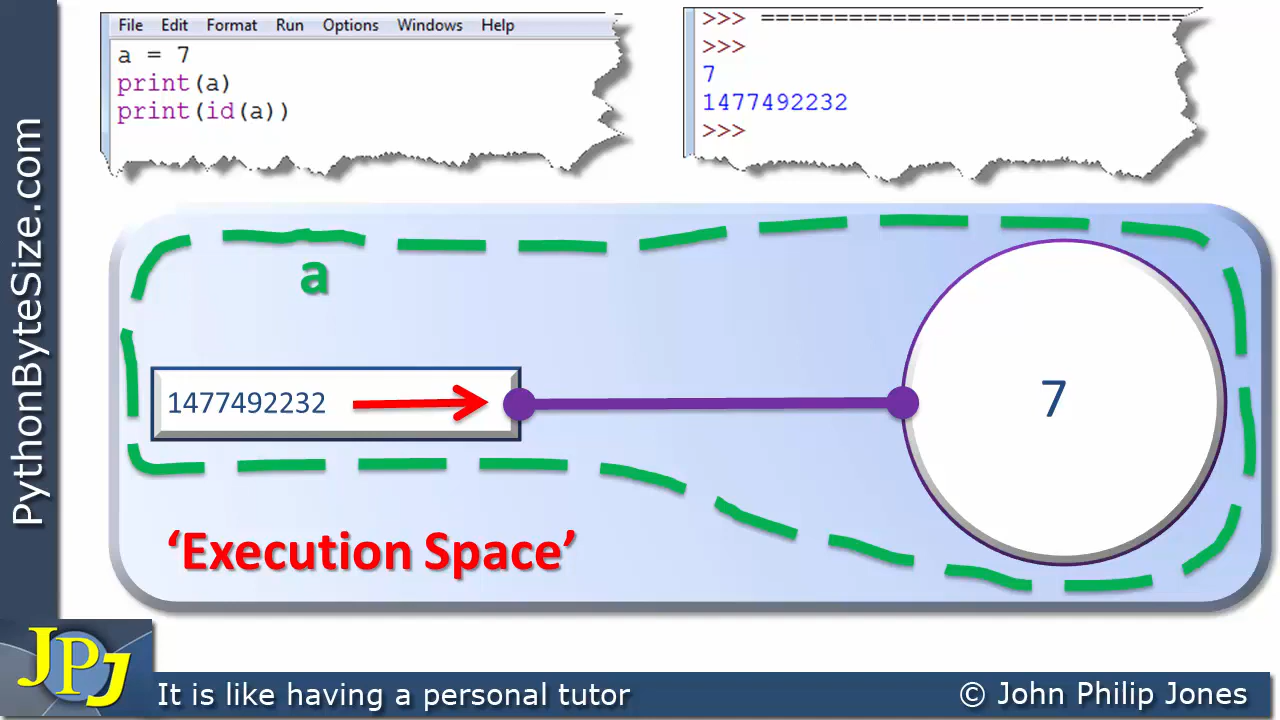 File Edit Format Run Options Windows Help
a = 7
print(a)
print(id(a))
>>> ==================================
>>>
7
1477492232
>>>
a
1477492232
7
‘Execution Space’
PythonByteSize.com
JPJ
It is like having a personal tutor
© John Philip Jones